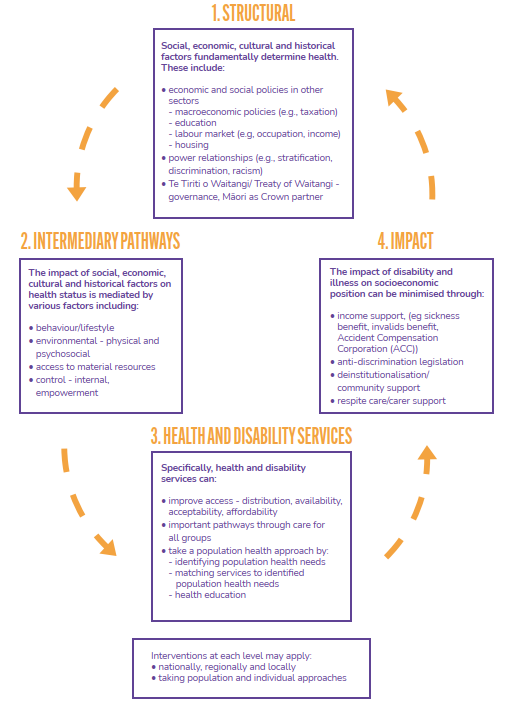 1. STRUCTURAL
Social, economic, cultural and historical
factors fundamentally determine health.
These include:
• economic and social policies in other
sectors
- macroeconomic policies (e.g., taxation)
- education
- labour market (e.g, occupation, income)
- housing
• power relationships (e.g., stratification,
discrimination, racism)
• Te Tiriti o Waitangi/ Treaty of Waitangi -
governance, Māori as Crown partner
2. INTERMEDIARY PATHWAYS
The impact of social, economic,
cultural and historical factors on
health status is mediated by
various factors including:
• behaviour/lifestyle
• environmental - physical and
psychosocial
• access to material resources
• control - internal,
empowerment
4. IMPACT
The impact of disability and
illness on socioeconomic
position can be minimised through:
• income support, (eg sickness
benefit, invalids benefit,
Accident Compensation
Corporation (ACC))
• anti-discrimination legislation
• deinstitutionalisation/
community support
• respite care/carer support
3. HEALTH AND DISABILITY SERVICES
Specifically, health and disability
services can:
• improve access - distribution, availability,
acceptability, affordability
• important pathways through care for
all groups
• take a population health approach by:
- identifying population health needs
- matching services to identified
population health needs
- health education
Interventions at each level may apply:
• nationally, regionally and locally
• taking population and individual approaches